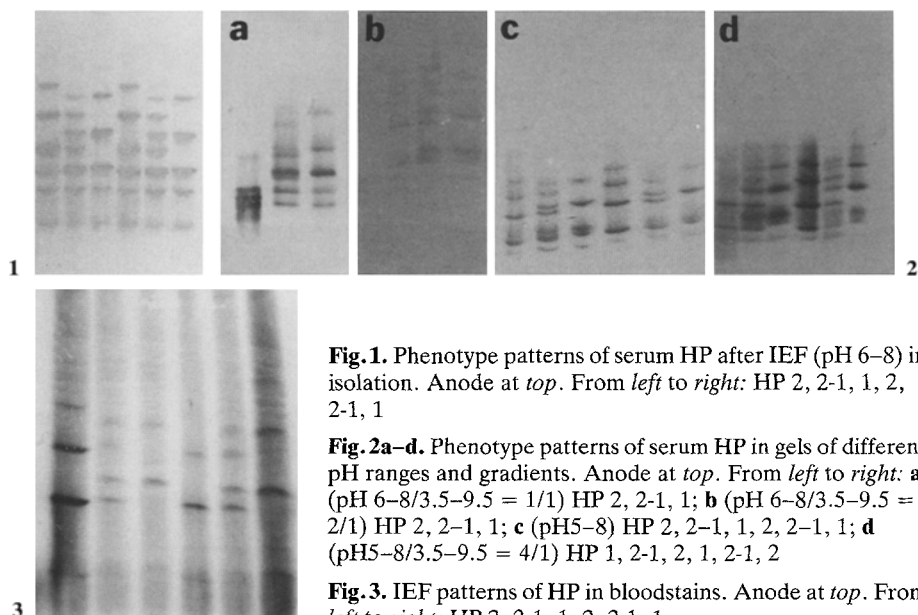 a
b
c
d
1
2
3
Fig. 1. Phenotype patterns of serum HP after IEF (pH 6–8) in
isolation. Anode at top. From left to right: HP 2, 2-1, 1, 2,
2-1, 1
Fig. 2a–d. Phenotype patterns of serum HP in gels of differen
pH ranges and gradients. Anode at top. From left to right: a
(pH 6–8/3.5–9.5 = 1/1) HP 2, 2-1, 1; b (pH 6–8/3.5–9.5 =
2/1) HP 2, 2–1, 1; c (pH5–8) HP 2, 2–1, 1, 2, 2–1, 1; d
(pH5–8/3.5–9.5 = 4/1) HP 1, 2-1, 2, 1, 2-1, 2
Fig. 3. IEF patterns of HP in bloodstains. Anode at top. From
left to right: HP 2, 2-1, 1, 2, 2-1, 1